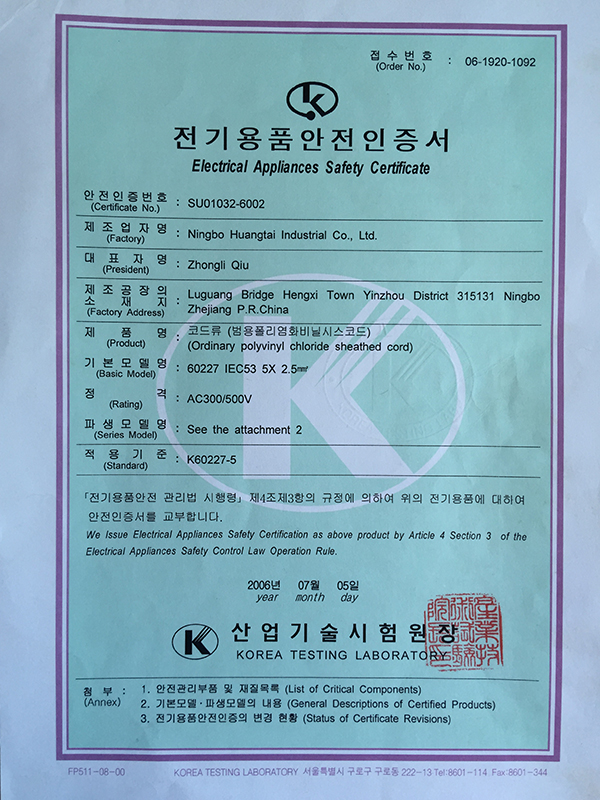 접 수 번 호 : 06-1920-1092
(Order No.)
K
전기용품안전인증서
Electrical Appliances Safety Certificate
안전인증번호 : SU01032-6002
(Certificate No.)
제 조 업 자 명 : Ningbo Huangtai Industrial Co., Ltd.
(Factory)
대 표 자 명 : Zhongli Qiu
(President)
제 조 공 장 의 : Luguang Bridge Hengxi Town Yinzhou District 315131 Ningbo
소 재 지 Zhejiang P.R.China
(Factory Address)
제 품 명 : 코드류 (범용폴리염화비닐시스코드)
(Product) (Ordinary polyvinyl chloride sheathed cord)
기 본 모 델 명 : 60227 IEC53 5X 2.5㎟
(Basic Model)
정 격 : AC300/500V
(Rating)
파 생 모 델 명 : See the attachment 2
(Series Model)
적 용 기 준 : K60227-5
(Standard)
「전기용품안전 관리법 시행령」 제4조제3항의 규정에 의하여 위의 전기용품에 대하여
안전인증서를 교부합니다.
We Issue Electrical Appliances Safety Certification as above product by Article 4 Section 3 of the
Electrical Appliances Safety Control Law Operation Rule.
2006년 07월 05일
year month day
K 산업기술시험원장
KOREA TESTING LABORATORY
첨 부 : 1. 안전관리부품 및 재질목록 (List of Critical Components)
(Annex) 2. 기본모델·파생모델의 내용 (General Descriptions of Certified Products)
3. 전기용품안전인증의 변경 현황 (Status of Certificate Revisions)
FP511-08-00 KOREA TESTING LABORATORY 서울특별시 구로구 구로동 222-13 Tel:8601-114 Fax:8601-344